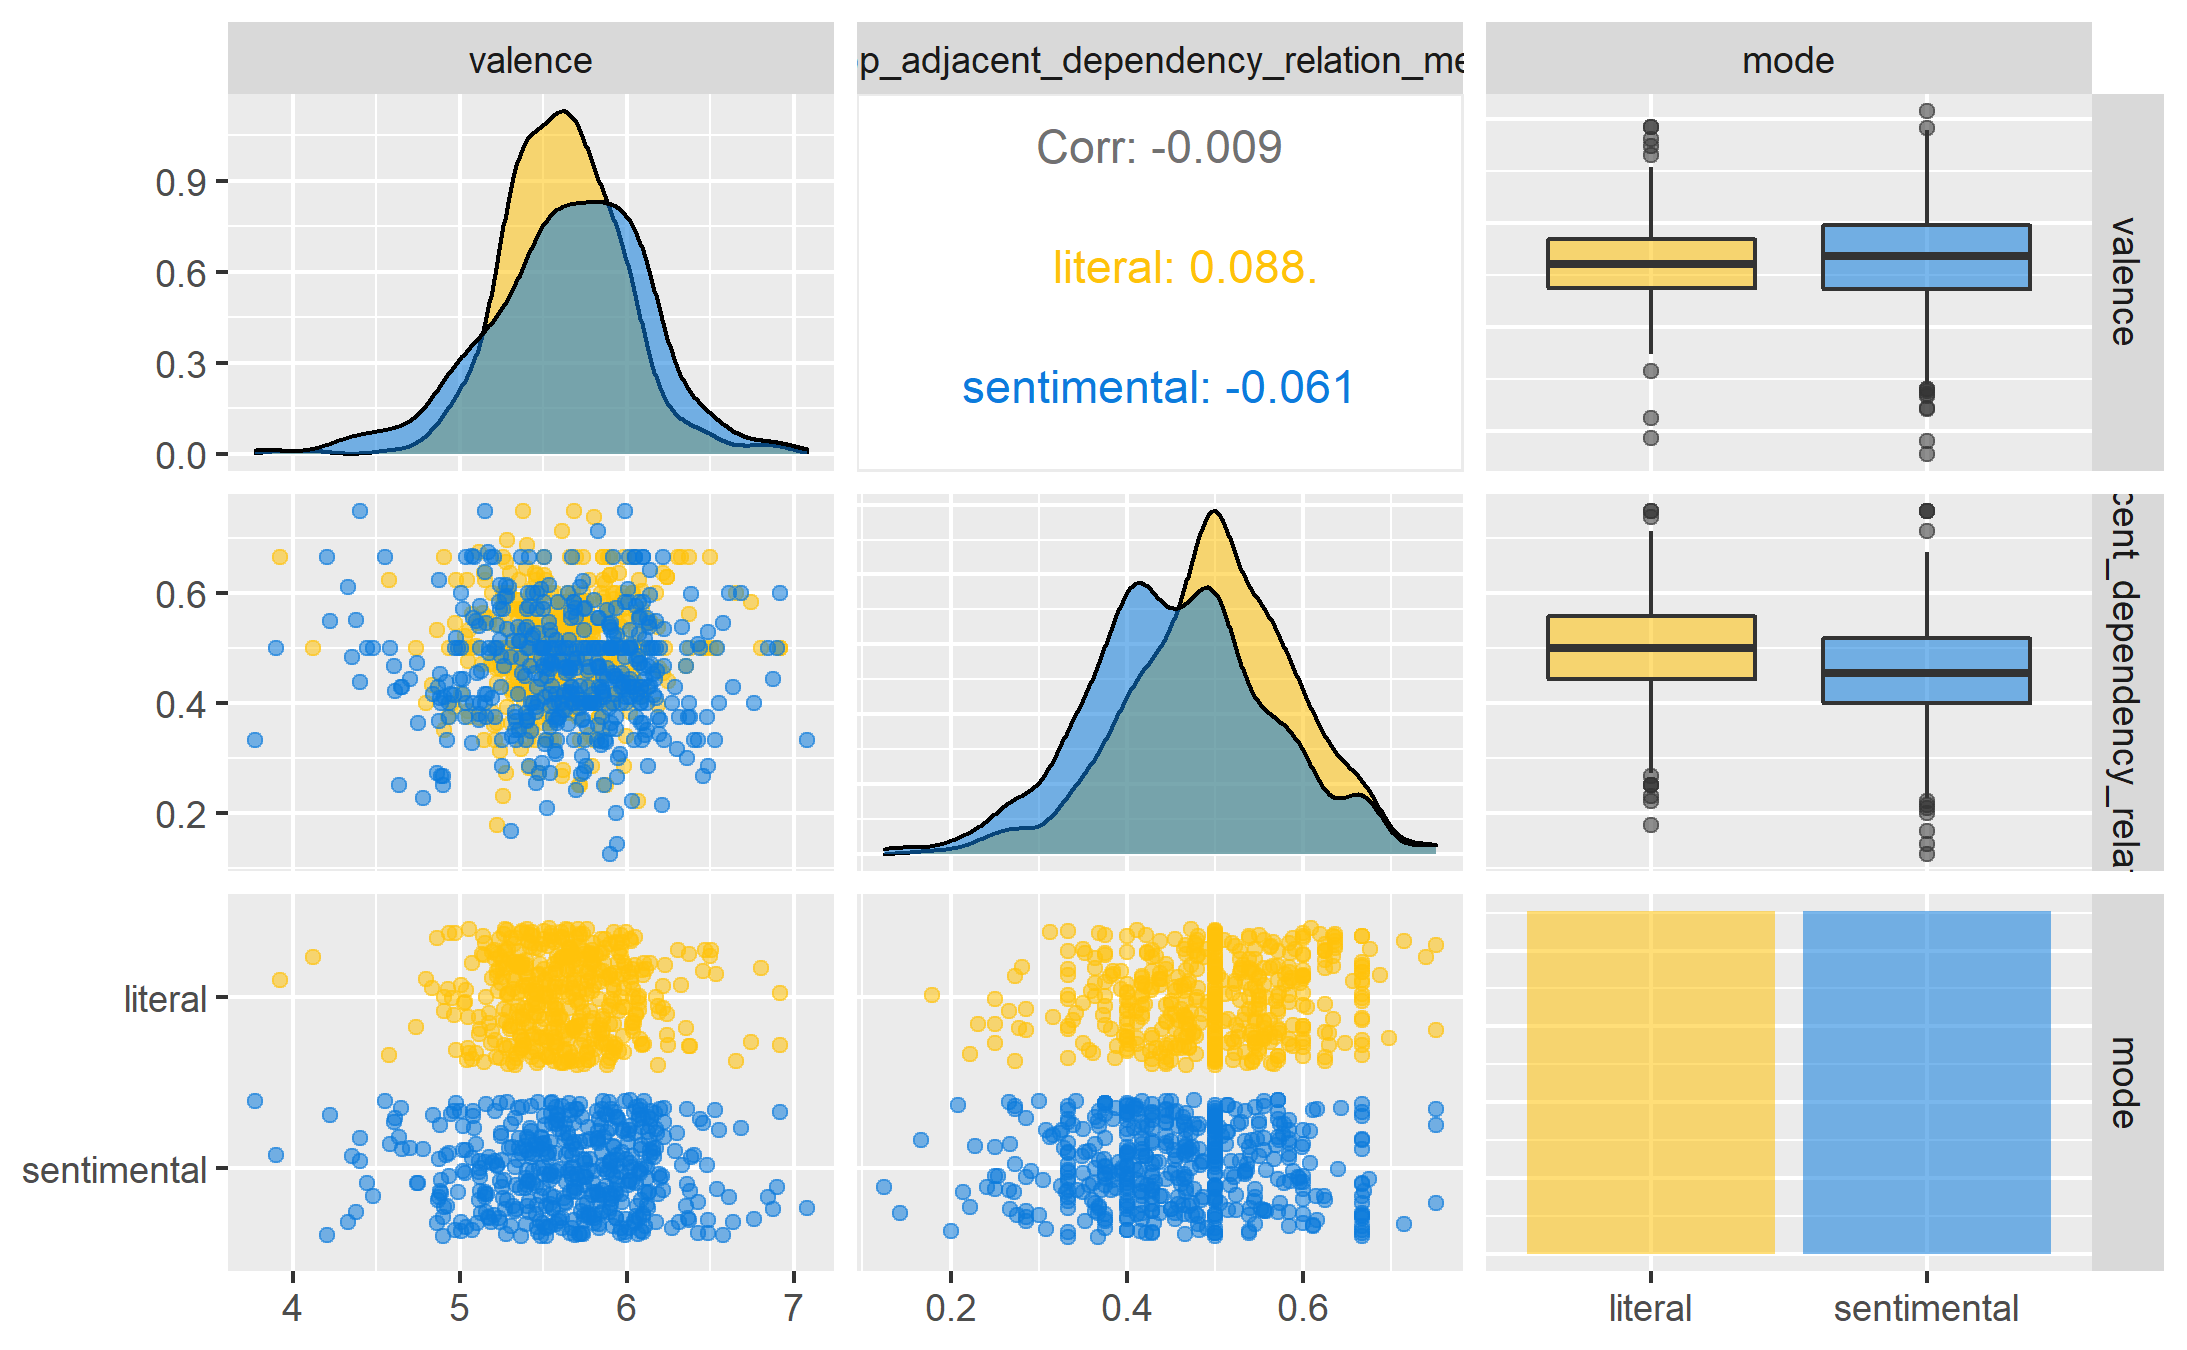 valence
p_adjacent_dependency_relation_me
mode
0.9
0.6
0.3
0.0
Corr: -0.009
literal: 0.088.
sentimental: -0.061
valence
0.6
0.4
0.2
cent_dependency_rela
literal
sentimental
mode
4 5 6 7
0.2 0.4 0.6
literal sentimental